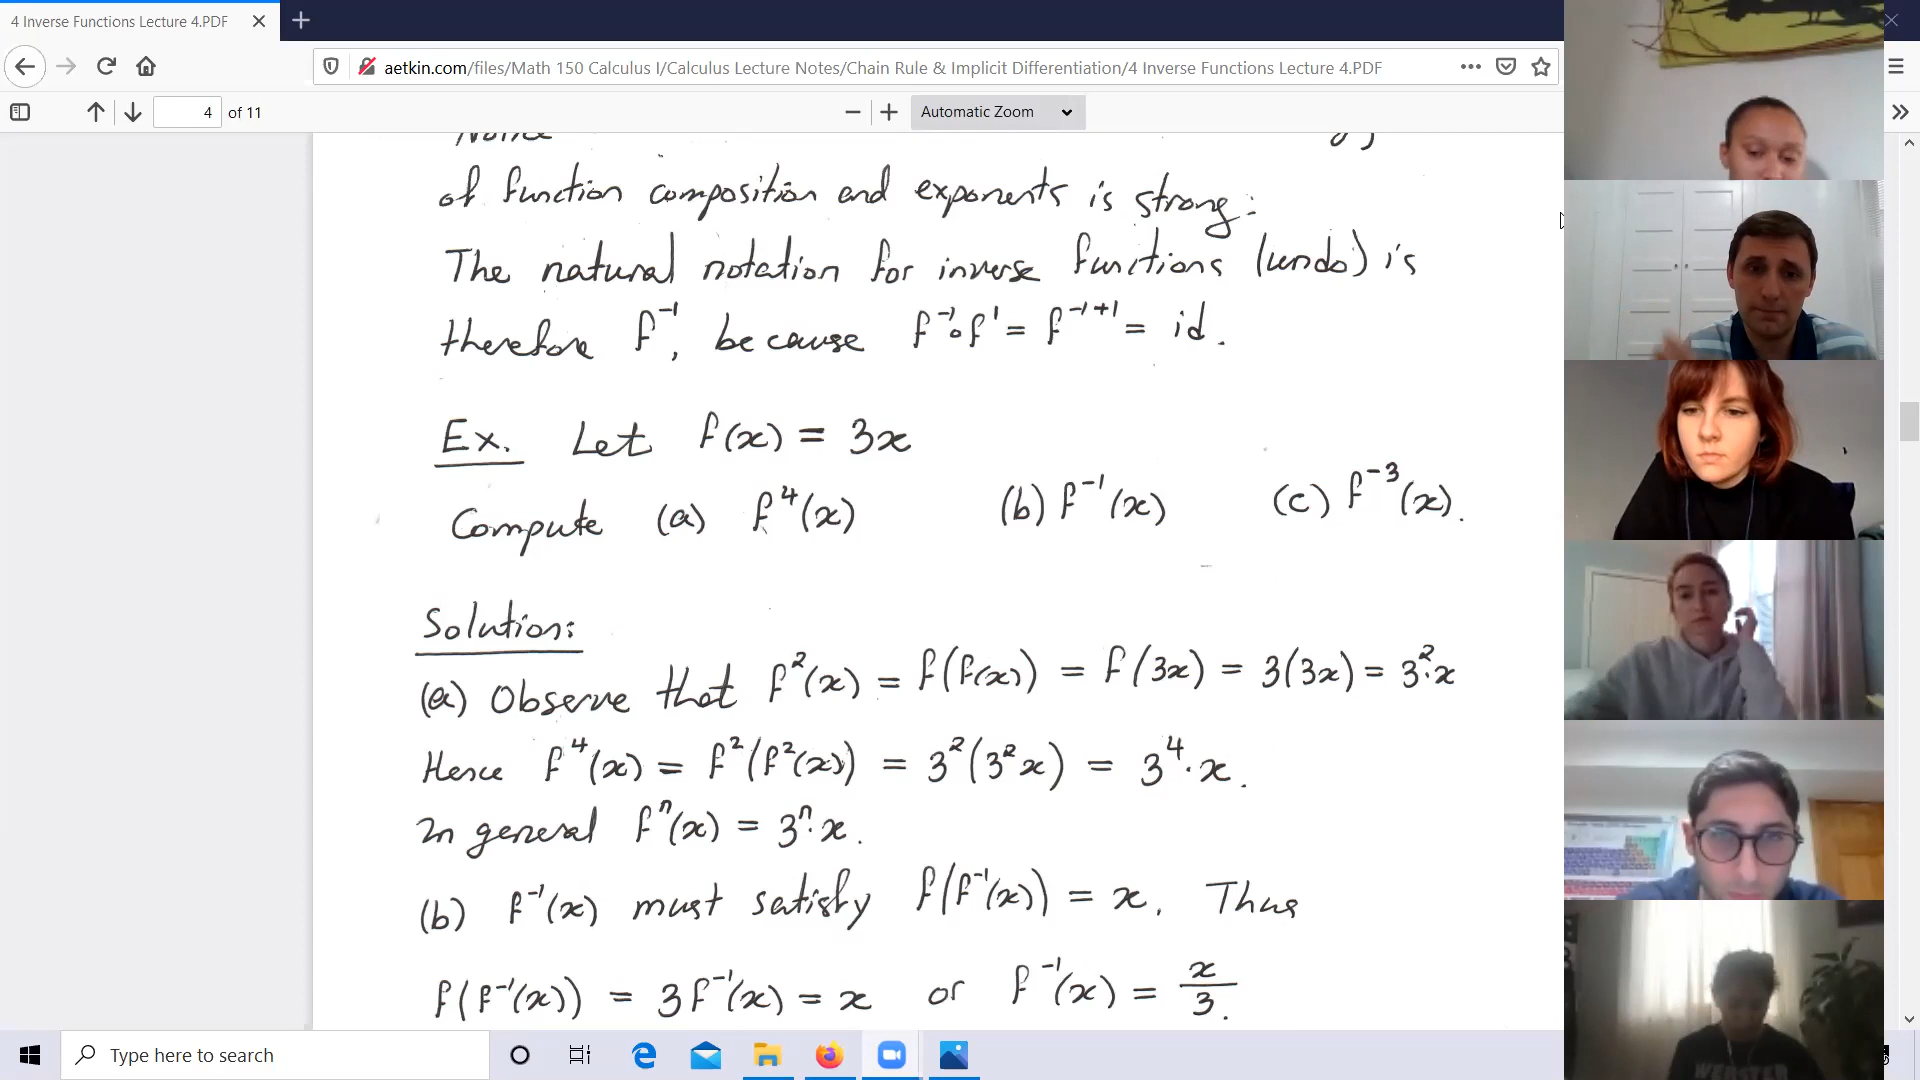 4 Inverse Functions Lecture 4.PDF
aetkin.com/files/Math 150 Calculus I/Calculus Lecture Notes/Chain Rule & Implicit Differentiation/4 Inverse Functions Lecture 4.PDF
4 of 11
Automatic Zoom
Notice
of function composition and exponents is strong:
The natural notation for inverse functions (undo) is
therefore f⁻¹, because f⁻¹∘f¹ = f⁻¹⁺¹ = id.
Ex. Let f(x) = 3x
Compute (a) f⁴(x) (b) f⁻¹(x) (c) f⁻³(x).
Solution:
(a) Observe that f²(x) = f(f(x)) = f(3x) = 3(3x) = 3²·x
Hence f⁴(x) = f²(f²(x)) = 3²(3²x) = 3⁴·x.
In general fⁿ(x) = 3ⁿ·x.
(b) f⁻¹(x) must satisfy f(f⁻¹(x)) = x. Thus
f(f⁻¹(x)) = 3f⁻¹(x) = x or f⁻¹(x) = x/3.
Type here to search